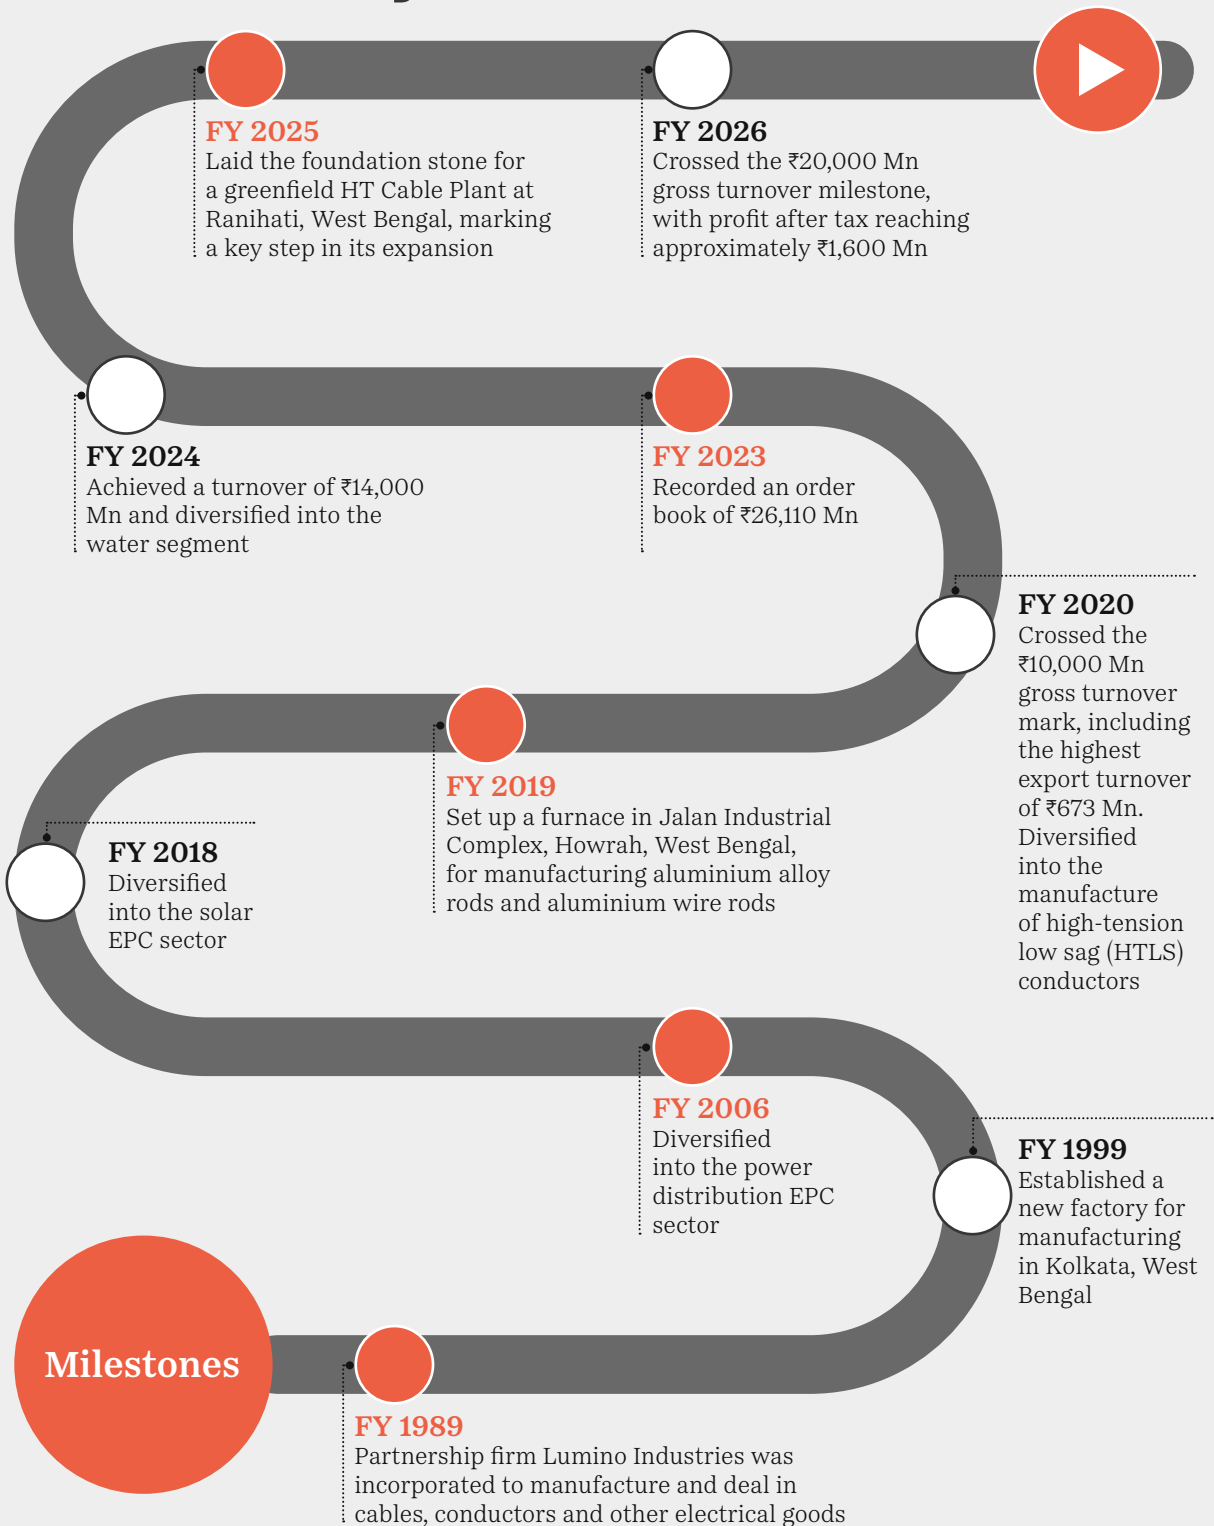 FY 2025
Laid the foundation stone for
a greenfield HT Cable Plant at
Ranihati, West Bengal, marking
a key step in its expansion
FY 2026
Crossed the ₹20,000 Mn
gross turnover milestone,
with profit after tax reaching
approximately ₹1,600 Mn
FY 2024
Achieved a turnover of ₹14,000
Mn and diversified into the
water segment
FY 2023
Recorded an order
book of ₹26,110 Mn
FY 2020
Crossed the
₹10,000 Mn
gross turnover
mark, including
the highest
export turnover
of ₹673 Mn.
Diversified
into the
manufacture
of high-tension
low sag (HTLS)
conductors
FY 2019
Set up a furnace in Jalan Industrial
Complex, Howrah, West Bengal,
for manufacturing aluminium alloy
rods and aluminium wire rods
FY 2018
Diversified
into the solar
EPC sector
FY 2006
Diversified
into the power
distribution EPC
sector
FY 1999
Established a
new factory for
manufacturing
in Kolkata, West
Bengal
Milestones
FY 1989
Partnership firm Lumino Industries was
incorporated to manufacture and deal in
cables, conductors and other electrical goods